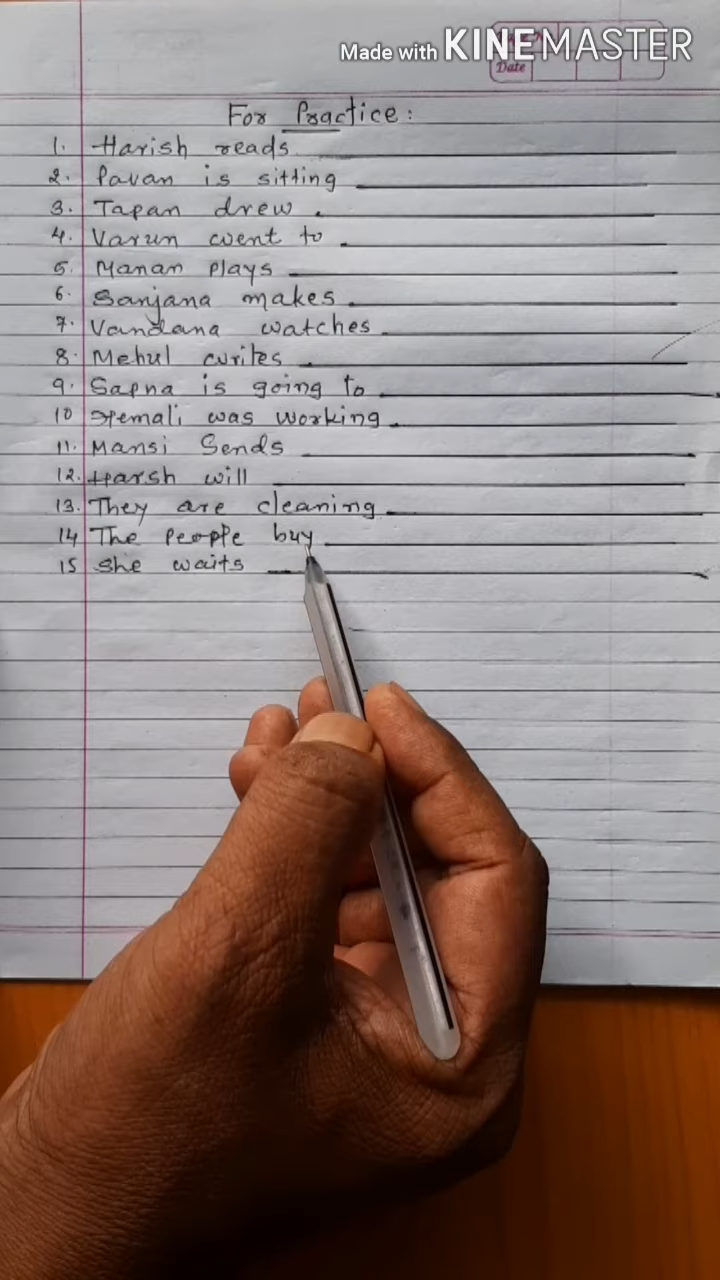 Made with KINEMASTER
Date
For Practice:
1. Harish reads
2. Pavan is sitting
3. Tapan drew
4. Varun went to
5. Manan plays
6. Sanjana makes
7. Vandana watches
8. Mehul writes
9. Sapna is going to
10 Hemali was working
11. Mansi Sends
12. Harsh will
13. They are cleaning
14 The people buy
15 She waits